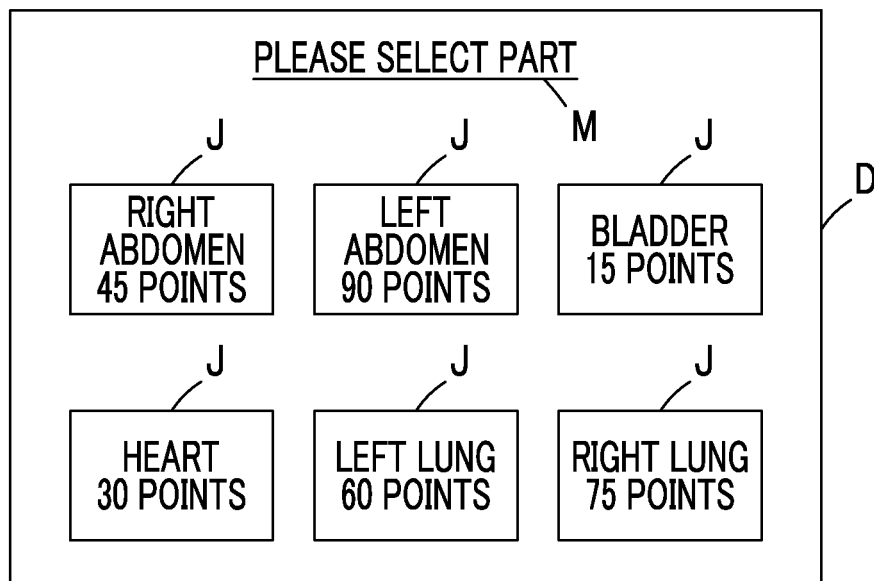 PLEASE SELECT PART
M
J
J
J
D
RIGHT
ABDOMEN
45 POINTS
LEFT
ABDOMEN
90 POINTS
BLADDER
15 POINTS
J
J
J
HEART
30 POINTS
LEFT LUNG
60 POINTS
RIGHT LUNG
75 POINTS